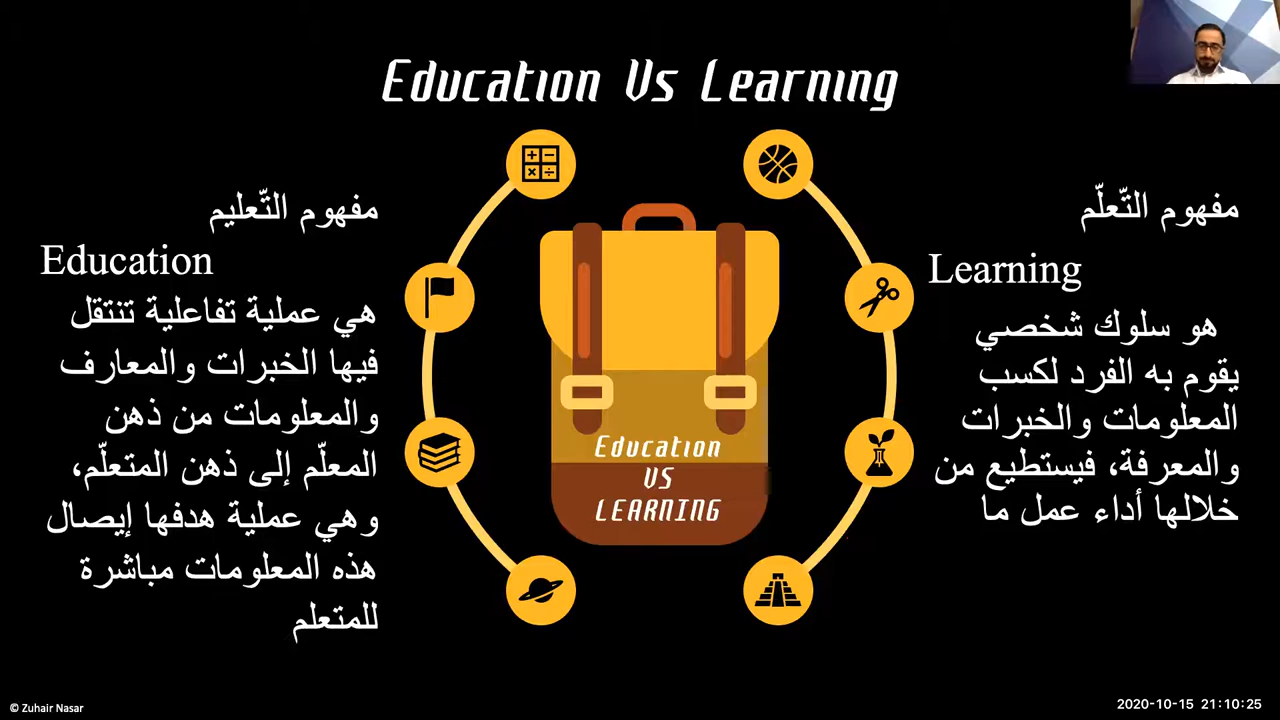 Education Vs Learning
مفهوم التّعلّم
Learning
هو سلوك شخصي
يقوم به الفرد لكسب
المعلومات والخبرات
والمعرفة، فيستطيع من
خلالها أداء عمل ما
مفهوم التّعليم
Education
هي عملية تفاعلية تنتقل
فيها الخبرات والمعارف
والمعلومات من ذهن
المعلّم إلى ذهن المتعلّم،
وهي عملية هدفها إيصال
هذه المعلومات مباشرة
للمتعلم
Education
VS
LEARNING
© Zuhair Nasar
2020-10-15 21:10:25